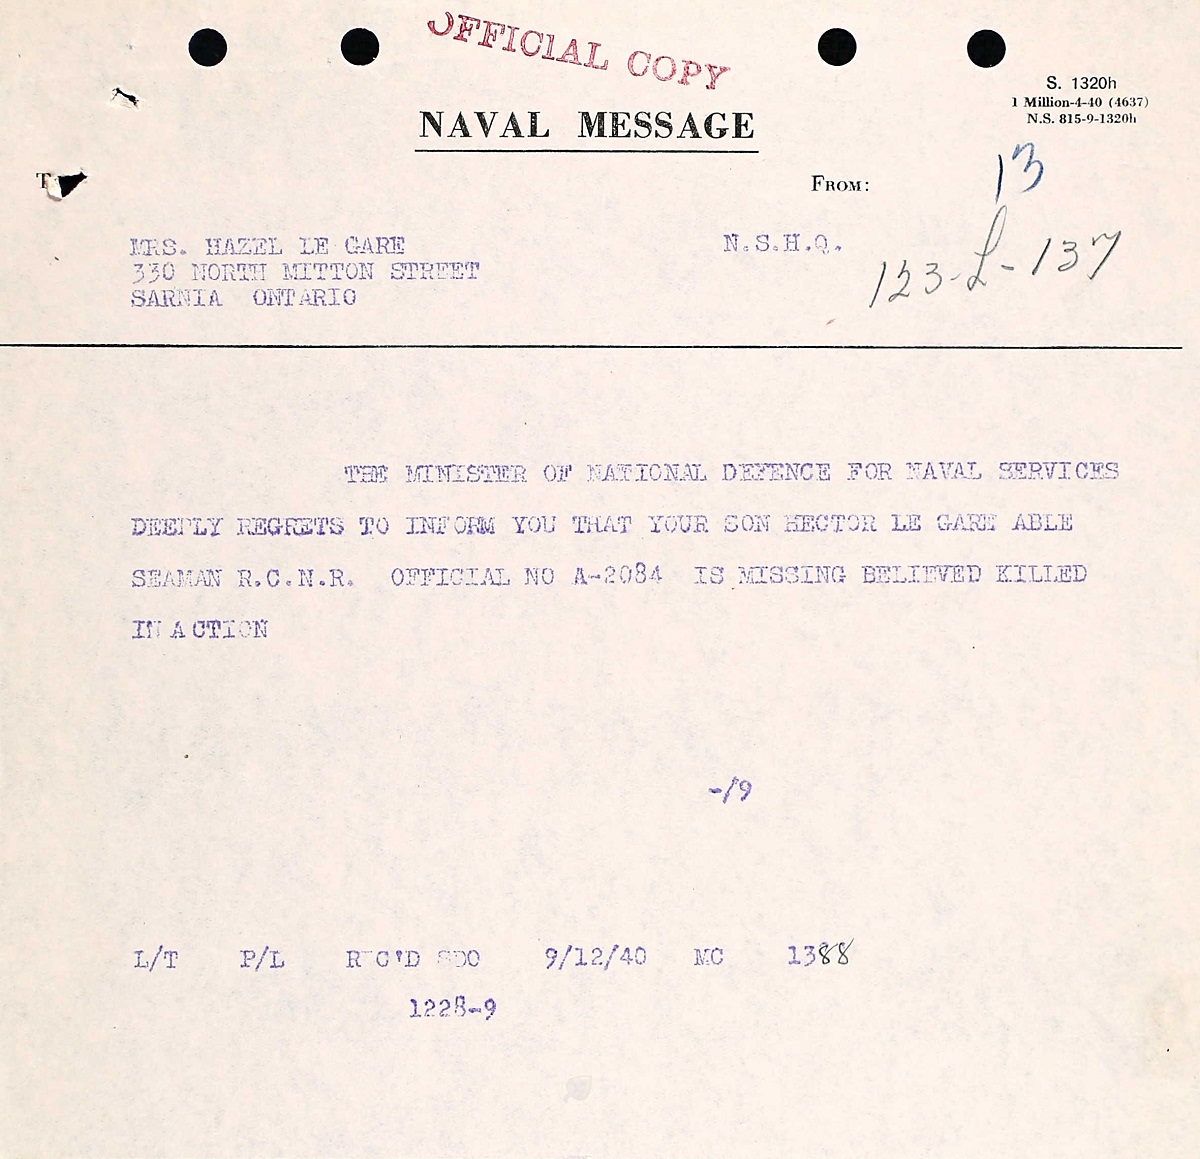 OFFICIAL COPY
S. 1320h
1 Million-4-40 (4637)
N.S. 815-9-1320h
NAVAL MESSAGE
FROM:
13
MRS. HAZEL LE GARE
N.S.H.Q.
330 NORTH MITTON STREET
123-L-137
SARNIA ONTARIO
THE MINISTER OF NATIONAL DEFENCE FOR NAVAL SERVICES
DEEPLY REGRETS TO INFORM YOU THAT YOUR SON HECTOR LE GARE ABLE
SEAMAN R.C.N.R. OFFICIAL NO A-2084 IS MISSING BELIEVED KILLED
IN ACTION
-/9
L/T P/L REC'D SDO 9/12/40 MC 1388
1228-9